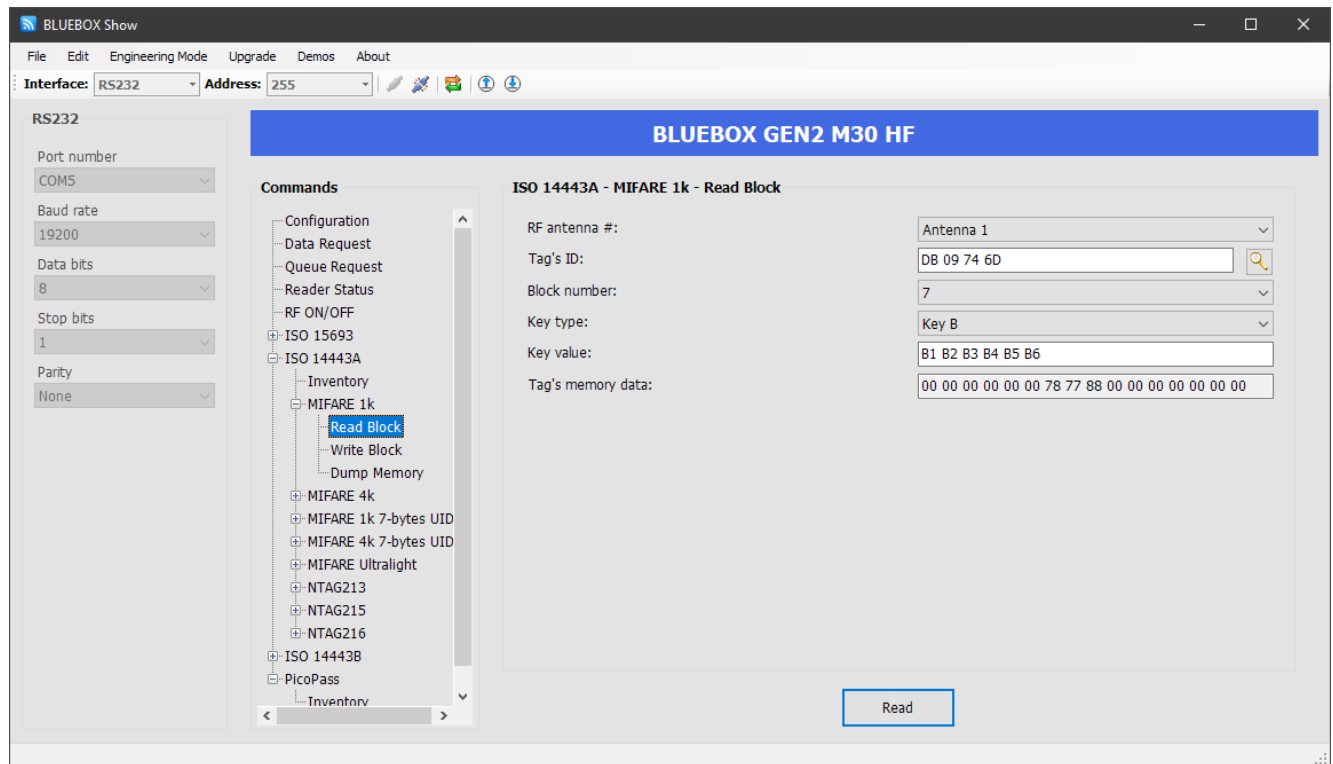 BLUEBOX Show
File Edit Engineering Mode Upgrade Demos About
Interface: RS232 Address: 255
RS232
Port number
COM5
Baud rate
19200
Data bits
8
Stop bits
1
Parity
None
BLUEBOX GEN2 M30 HF
Commands
Configuration
Data Request
Queue Request
Reader Status
RF ON/OFF
ISO 15693
ISO 14443A
Inventory
MIFARE 1k
Read Block
Write Block
Dump Memory
MIFARE 4k
MIFARE 1k 7-bytes UID
MIFARE 4k 7-bytes UID
MIFARE Ultralight
NTAG213
NTAG215
NTAG216
ISO 14443B
PicoPass
Inventory
ISO 14443A - MIFARE 1k - Read Block
RF antenna #: Antenna 1
Tag's ID: DB 09 74 6D
Block number: 7
Key type: Key B
Key value: B1 B2 B3 B4 B5 B6
Tag's memory data: 00 00 00 00 00 00 78 77 88 00 00 00 00 00 00 00
Read